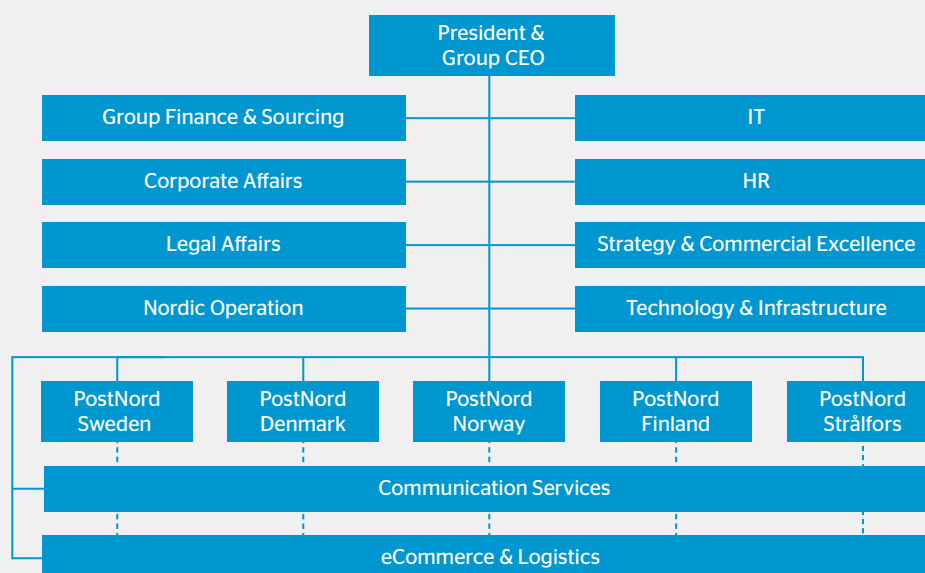 President &
Group CEO
Group Finance & Sourcing
IT
Corporate Affairs
HR
Legal Affairs
Strategy & Commercial Excellence
Nordic Operation
Technology & Infrastructure
PostNord
Sweden
PostNord
Denmark
PostNord
Norway
PostNord
Finland
PostNord
Strålfors
Communication Services
eCommerce & Logistics